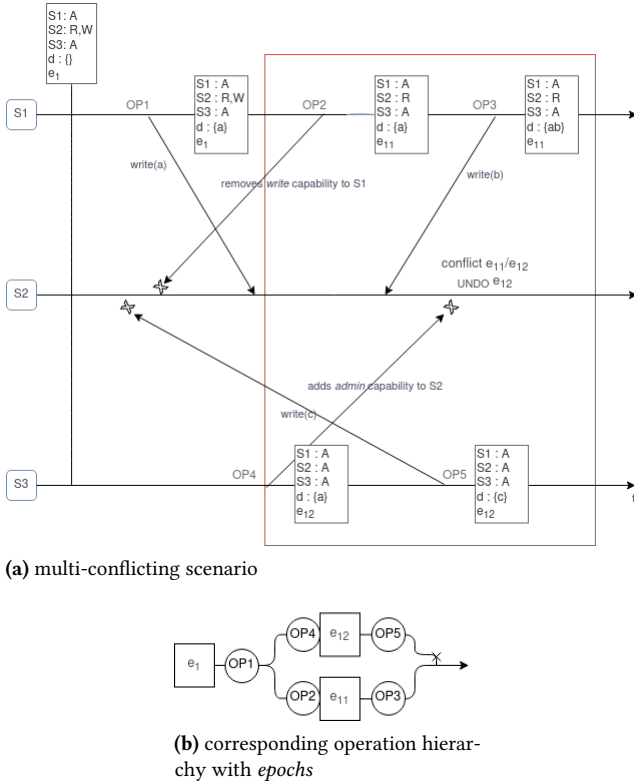 S1: A
S2: R,W
S3: A
d : {}
e1
S1
OP1
S1 : A
S2 : R,W
S3 : A
d : {a}
e1
OP2
S1 : A
S2 : R
S3 : A
d : {a}
e11
OP3
S1 : A
S2 : R
S3 : A
d : {ab}
e11
write(a)
removes write capability to S1
write(b)
S2
conflict e11/e12
UNDO e12
adds admin capability to S2
write(c)
S3
OP4
S1 : A
S2 : A
S3 : A
d : {a}
e12
OP5
S1 : A
S2 : A
S3 : A
d : {c}
e12
t
(a) multi-conflicting scenario
e1
OP1
OP4
e12
OP5
OP2
e11
OP3
(b) corresponding operation hierar-
chy with epochs